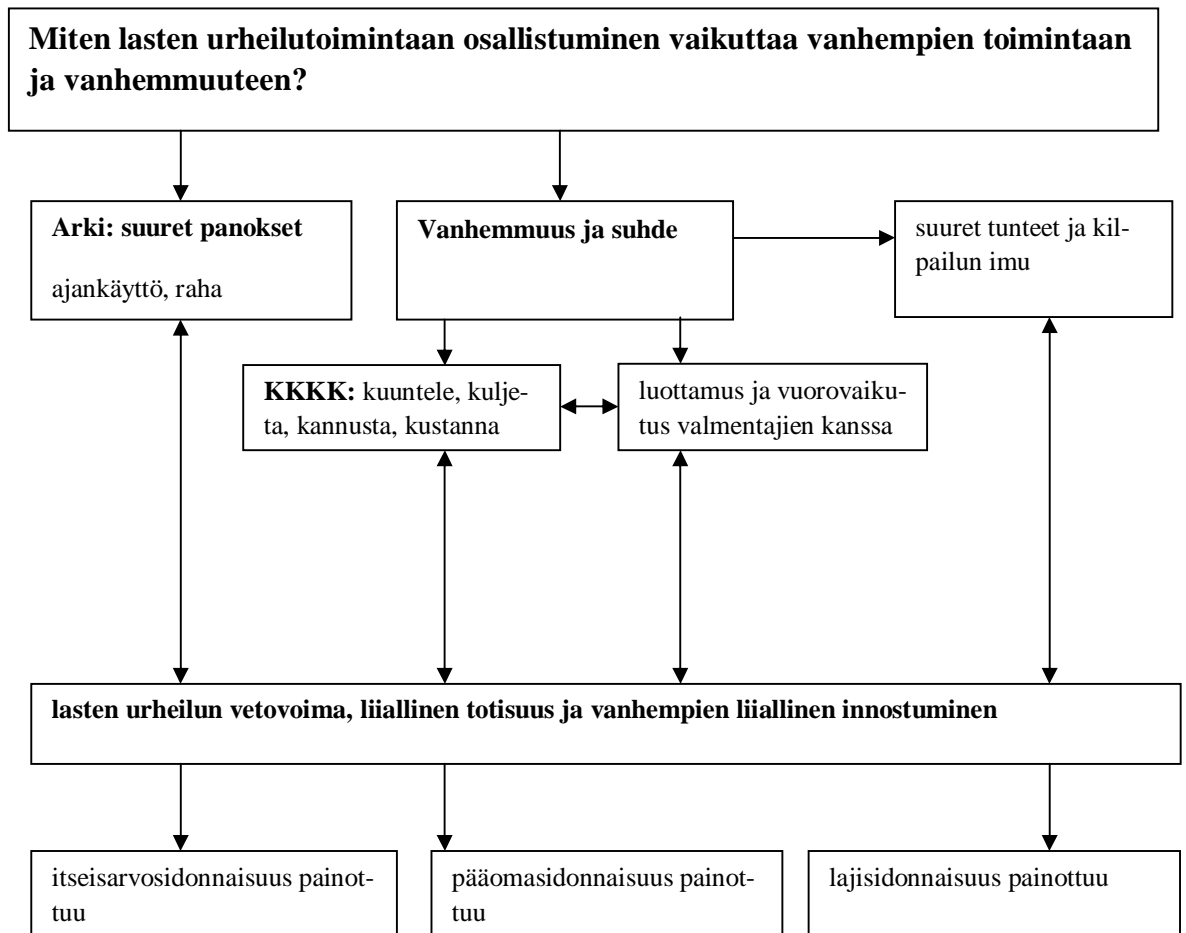 Miten lasten urheilutoimintaan osallistuminen vaikuttaa vanhempien toimintaan
ja vanhemmuuteen?
Arki: suuret panokset
ajankäyttö, raha
Vanhemmuus ja suhde
suuret tunteet ja kil-
pailun imu
KKKK: kuuntele, kulje-
ta, kannusta, kustanna
luottamus ja vuorovaiku-
tus valmentajien kanssa
lasten urheilun vetovoima, liiallinen totisuus ja vanhempien liiallinen innostuminen
itseisarvosidonnaisuus painot-
tuu
pääomasidonnaisuus painot-
tuu
lajisidonnaisuus painottuu